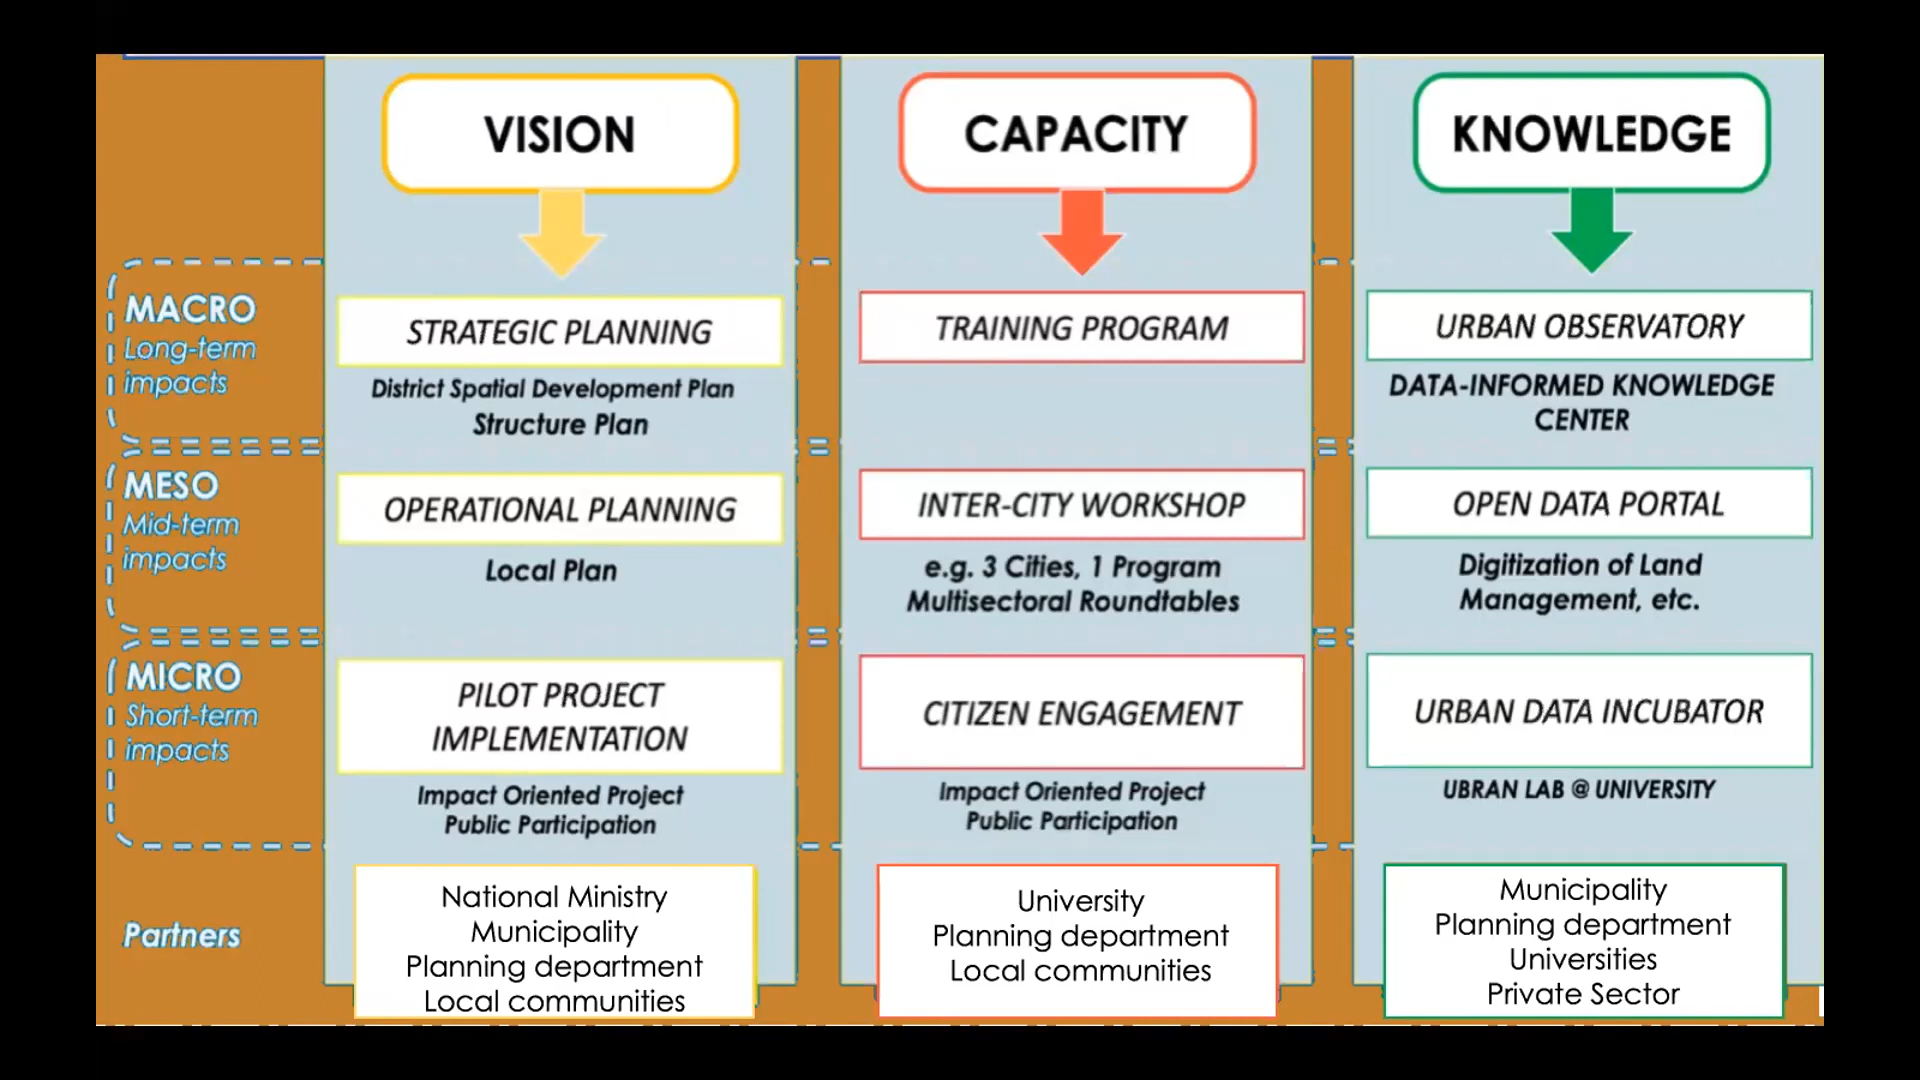 VISION
CAPACITY
KNOWLEDGE
MACRO
Long-term
impacts
STRATEGIC PLANNING
District Spatial Development Plan
Structure Plan
TRAINING PROGRAM
URBAN OBSERVATORY
DATA-INFORMED KNOWLEDGE
CENTER
MESO
Mid-term
impacts
OPERATIONAL PLANNING
Local Plan
INTER-CITY WORKSHOP
e.g. 3 Cities, 1 Program
Multisectoral Roundtables
OPEN DATA PORTAL
Digitization of Land
Management, etc.
MICRO
Short-term
impacts
PILOT PROJECT
IMPLEMENTATION
Impact Oriented Project
Public Participation
CITIZEN ENGAGEMENT
Impact Oriented Project
Public Participation
URBAN DATA INCUBATOR
UBRAN LAB @ UNIVERSITY
Partners
National Ministry
Municipality
Planning department
Local communities
University
Planning department
Local communities
Municipality
Planning department
Universities
Private Sector